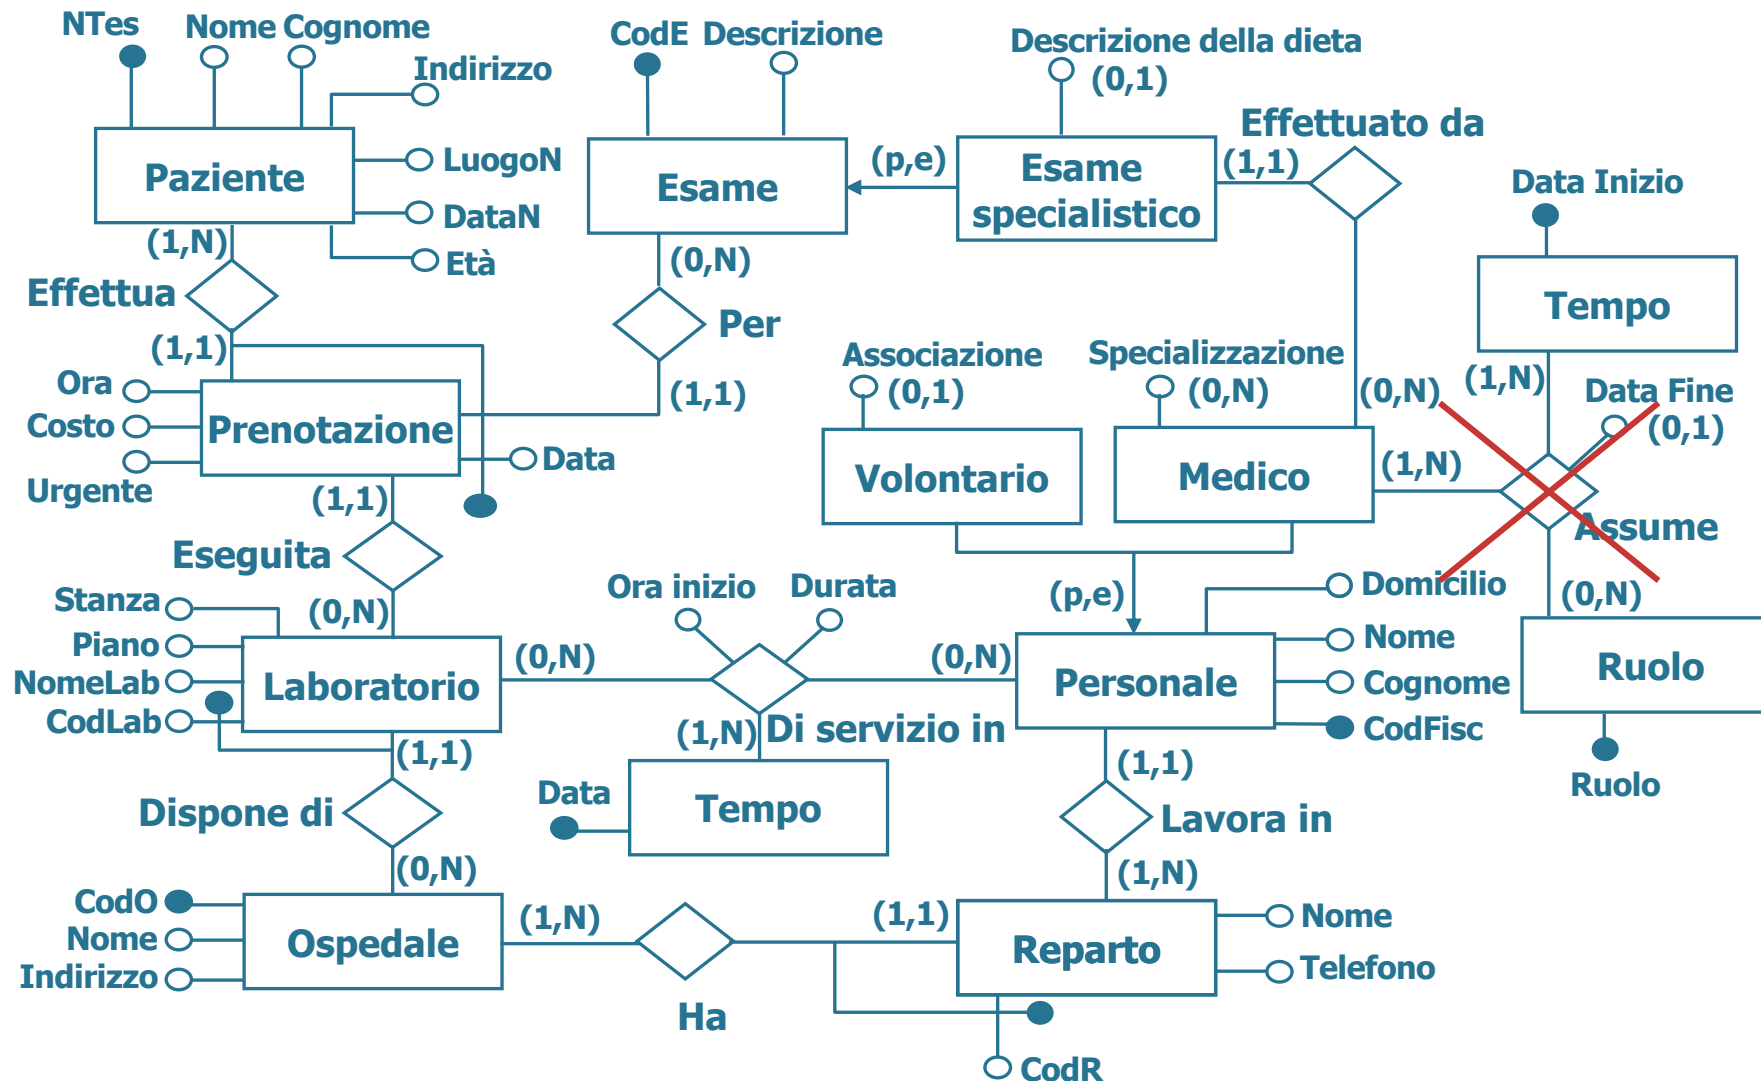 NTes
Nome Cognome
Indirizzo
CodE Descrizione
Descrizione della dieta
(0,1)
Effettuato da
Paziente
LuogoN
DataN
Età
Esame
(p,e)
Esame
specialistico
(1,1)
Data Inizio
Tempo
(1,N)
Effettua
(1,1)
(0,N)
Per
(1,1)
Ora
Costo
Urgente
Prenotazione
Data
Associazione
(0,1)
Specializzazione
(0,N)
(0,N)
(1,N)
Data Fine
(0,1)
Volontario
Medico
(1,N)
Assume
(1,1)
Eseguita
(0,N)
Stanza
Piano
NomeLab
CodLab
Laboratorio
(0,N)
Ora inizio
Durata
(0,N)
(p,e)
Personale
Domicilio
Nome
Cognome
CodFisc
(0,N)
Ruolo
Ruolo
(1,1)
(1,N)
Di servizio in
(1,1)
Dispone di
Data
Tempo
Lavora in
(0,N)
(1,N)
CodO
Nome
Indirizzo
Ospedale
(1,N)
Ha
(1,1)
Reparto
Nome
Telefono
CodR